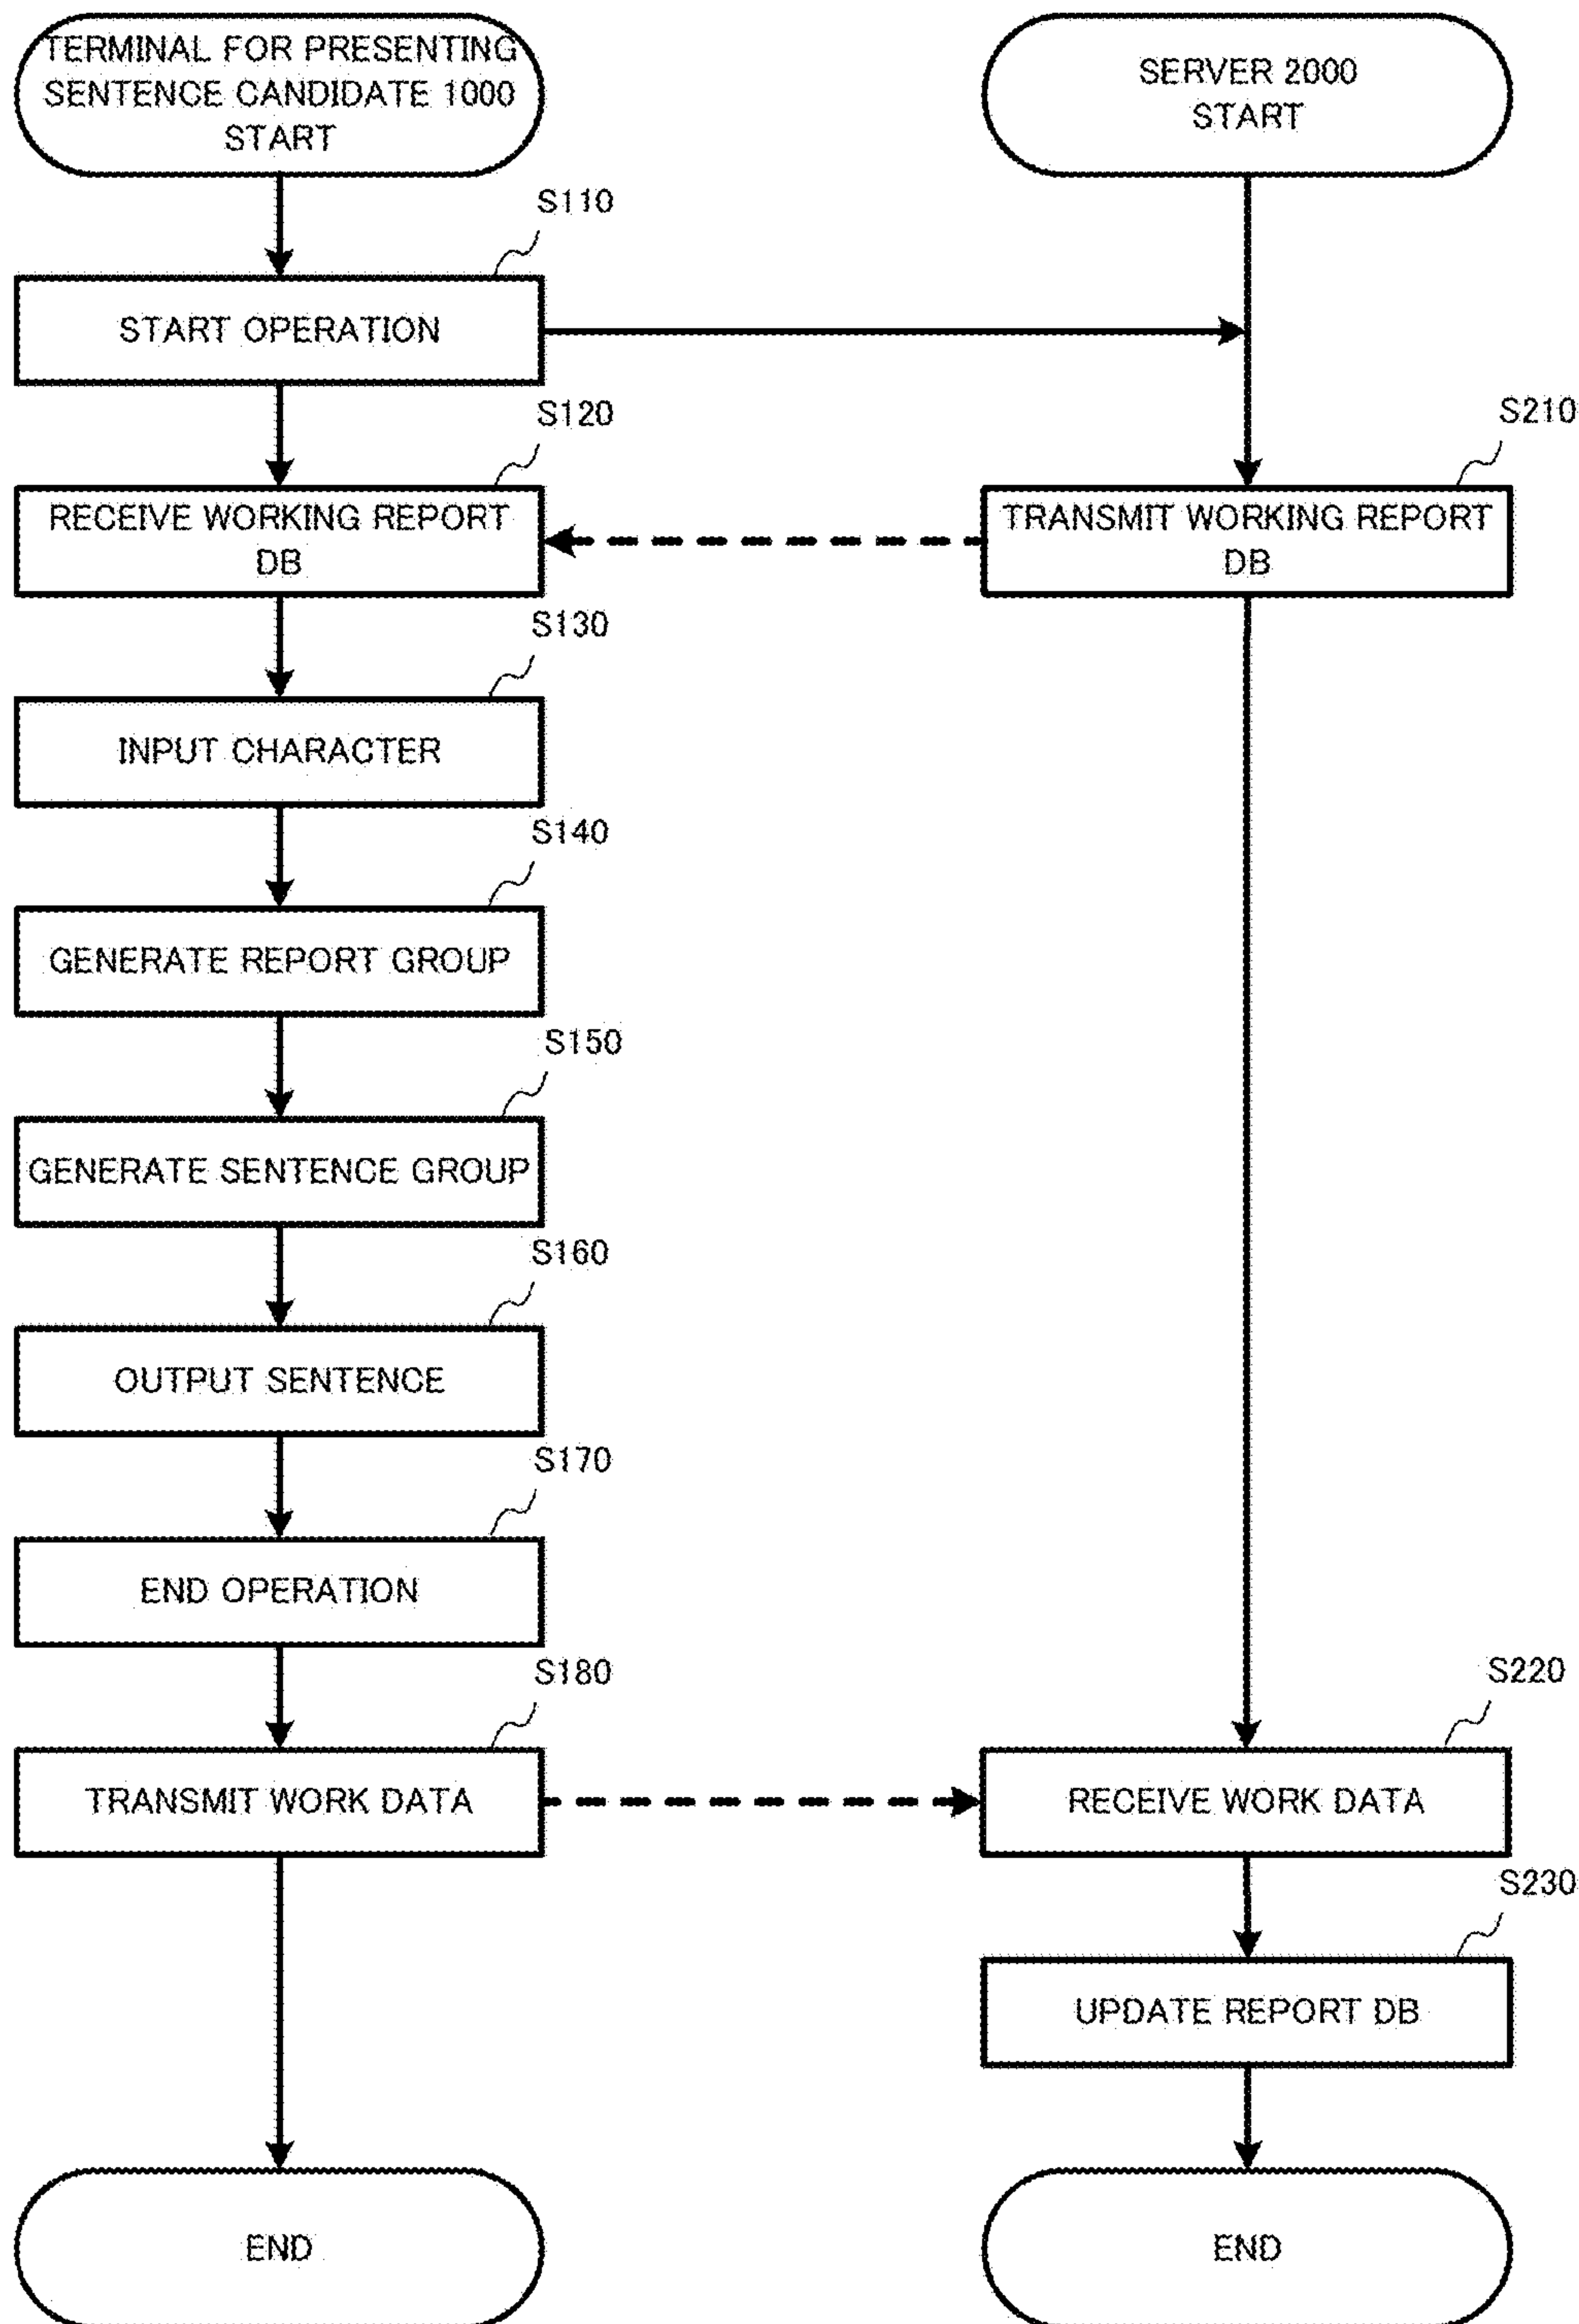 TERMINAL FOR PRESENTING
SENTENCE CANDIDATE 1000
START
SERVER 2000
START
S110
START OPERATION
S120
RECEIVE WORKING REPORT
DB
S210
TRANSMIT WORKING REPORT
DB
S130
INPUT CHARACTER
S140
GENERATE REPORT GROUP
S150
GENERATE SENTENCE GROUP
S160
OUTPUT SENTENCE
S170
END OPERATION
S180
TRANSMIT WORK DATA
S220
RECEIVE WORK DATA
S230
UPDATE REPORT DB
END
END